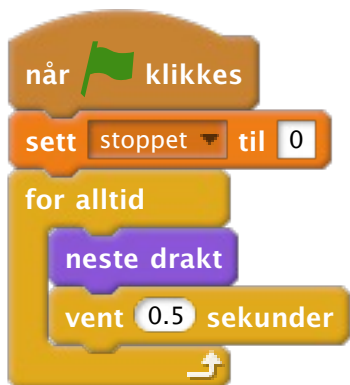 når klikkes
sett stoppet til 0
for alltid
neste drakt
vent 0.5 sekunder